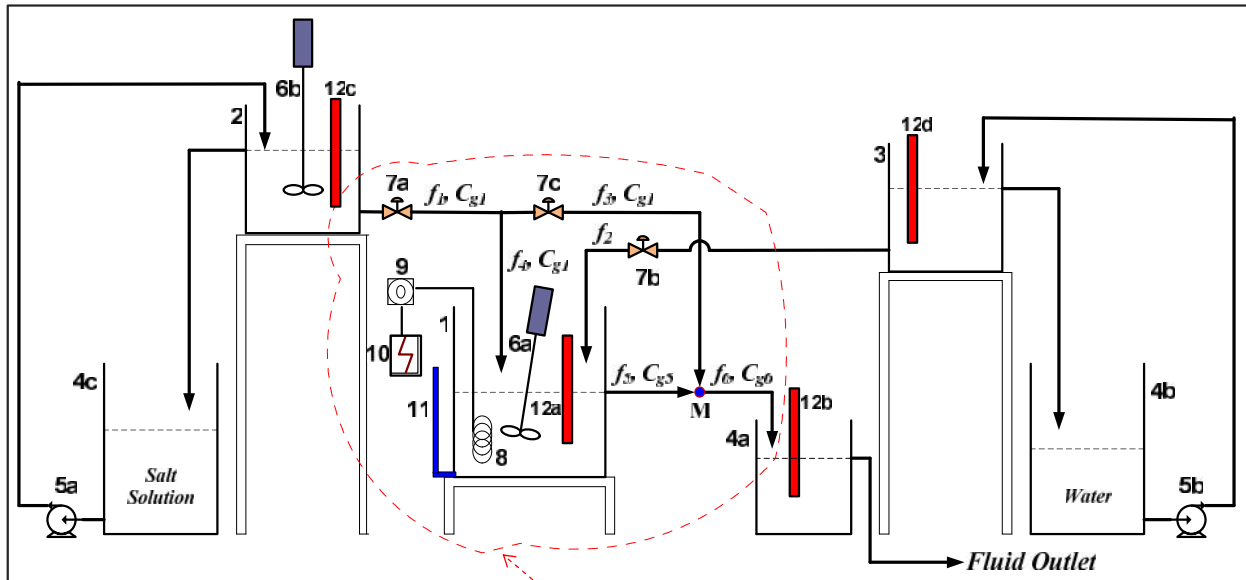 6b
12c
2
12d
3
7a
7c
f1, Cg1
f3, Cg1
f2
7b
f4, Cg1
9
1
10
6a
4c
11
12a
f5, Cg5
f6, Cg6
M
12b
4a
4b
8
Salt
Solution
5a
Water
5b
Fluid Outlet